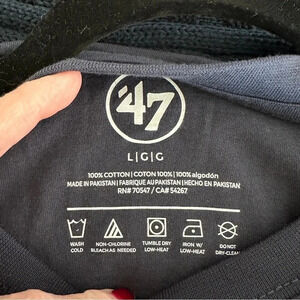 '47
L|G|G
100% COTTON | COTON 100% | 100% algodón
MADE IN PAKISTAN | FABRIQUE AU PAKISTAN | HECHO EN PAKISTAN
RN# 70547 / CA# 54267
WASH COLD
NON-CHLORINE BLEACH AS NEEDED
TUMBLE DRY LOW-HEAT
IRON W/ LOW-HEAT
DO NOT DRY-CLEAN